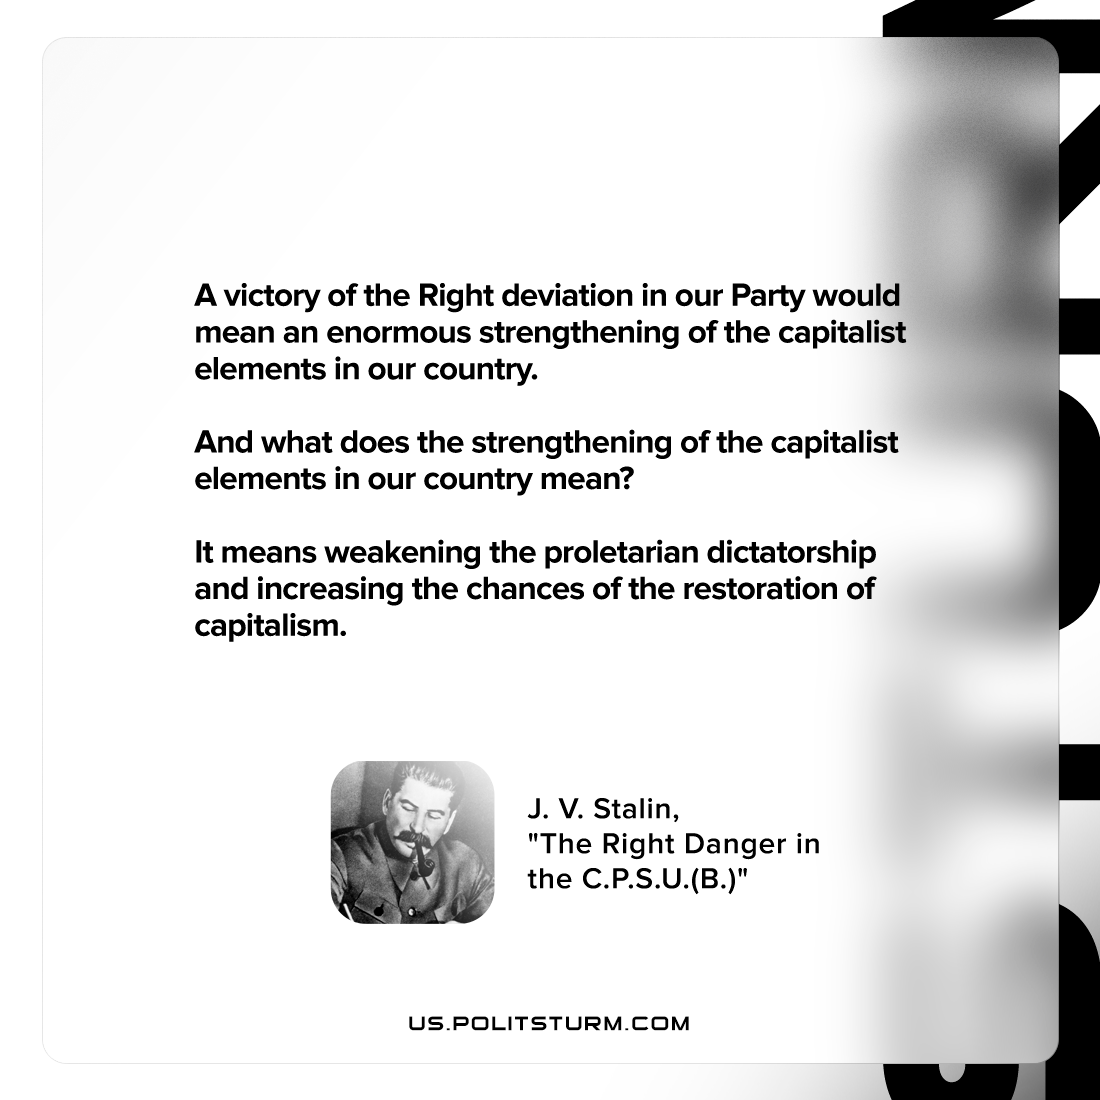 A victory of the Right deviation in our Party would
mean an enormous strengthening of the capitalist
elements in our country.
And what does the strengthening of the capitalist
elements in our country mean?
It means weakening the proletarian dictatorship
and increasing the chances of the restoration of
capitalism.
J. V. Stalin,
"The Right Danger in
the C.P.S.U.(B.)"
US.POLITSTURM.COM